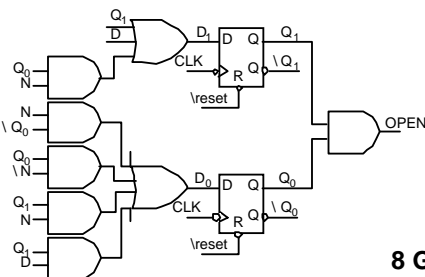 Q1
D
D1 D Q Q1
CLK Q \ Q1
R
\reset
Q0
N
N
\ Q0
Q0
\ N
Q1
N
Q1
D
OPEN
D0 D Q Q0
CLK Q \ Q0
R
\reset
8 G